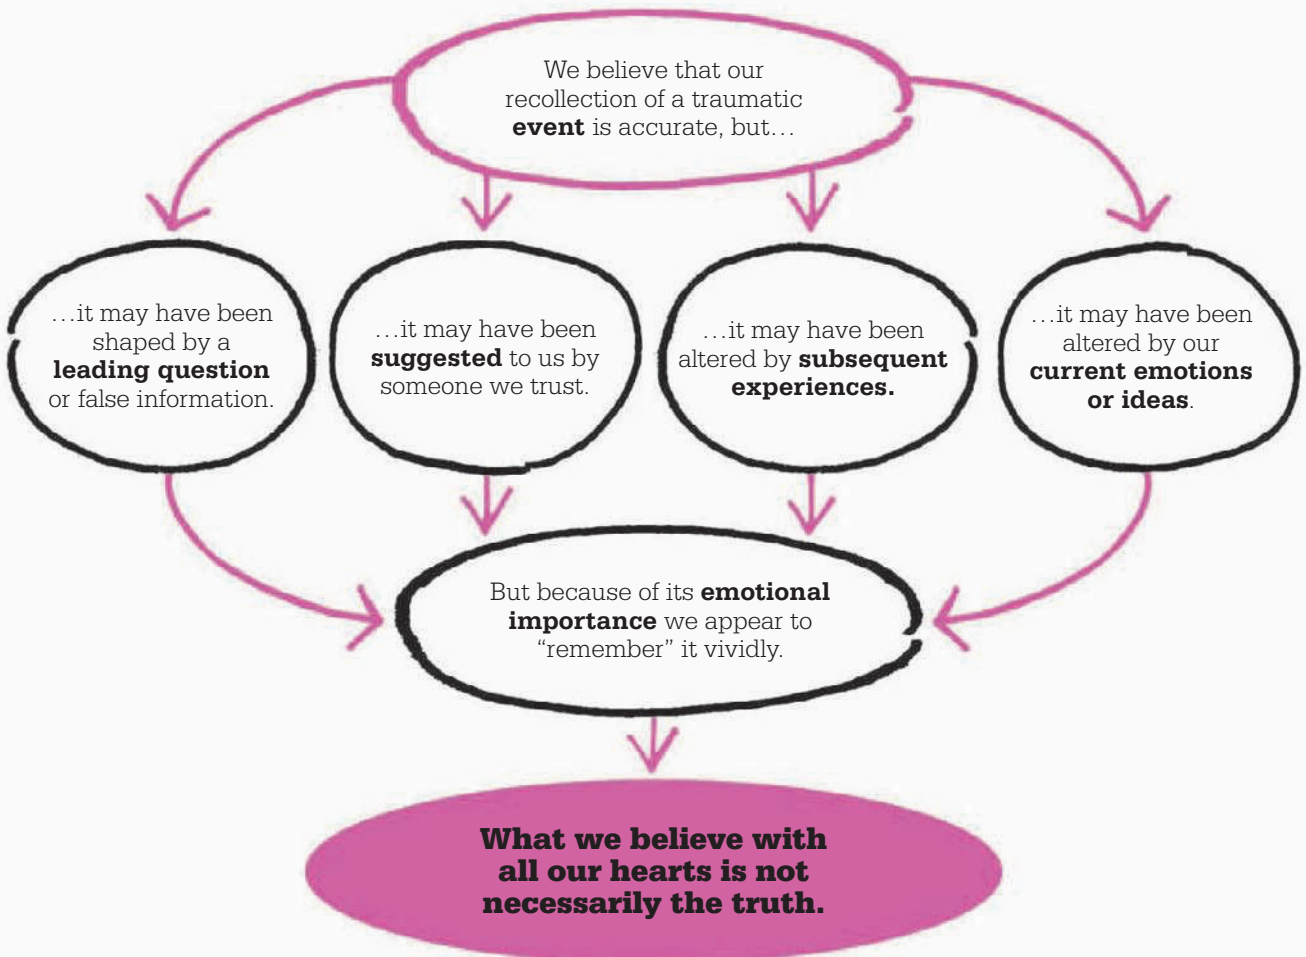 We believe that our
recollection of a traumatic
event is accurate, but…
…it may have been
shaped by a
leading question
or false information.
…it may have been
suggested to us by
someone we trust.
…it may have been
altered by subsequent
experiences.
…it may have been
altered by our
current emotions
or ideas.
But because of its emotional
importance we appear to
“remember” it vividly.
What we believe with
all our hearts is not
necessarily the truth.